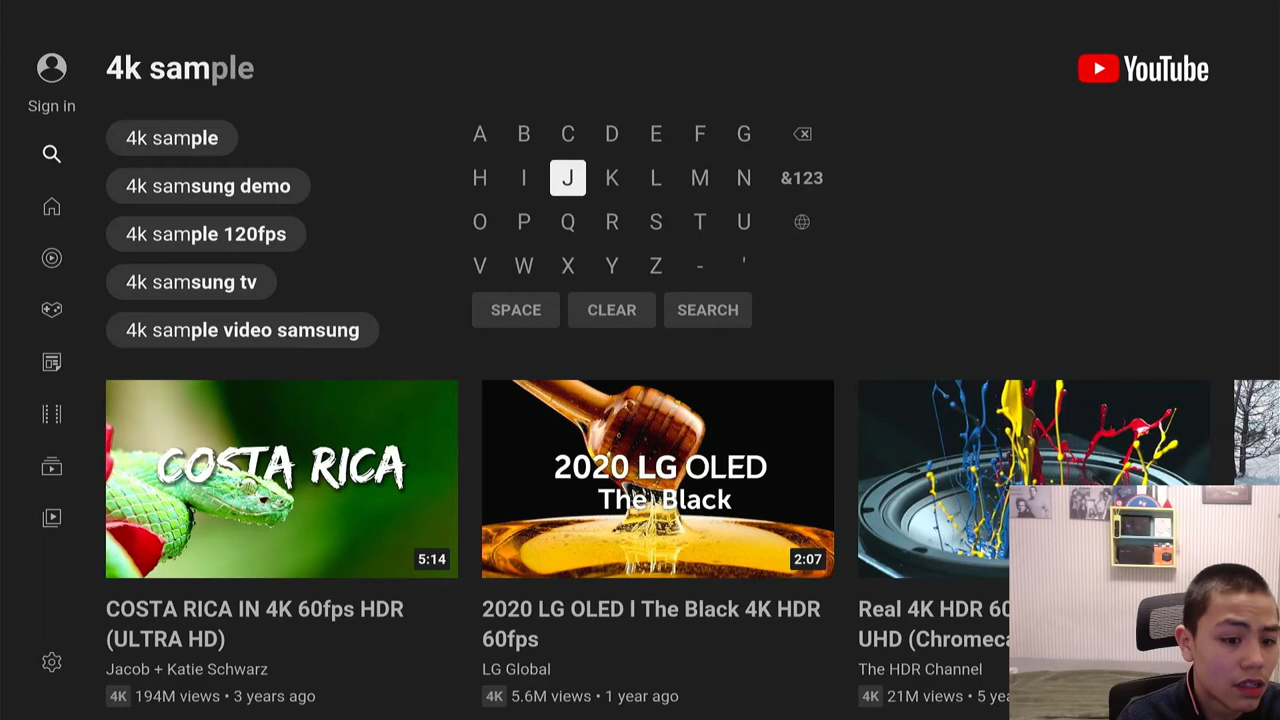 4k sample
YouTube
Sign in
4k sample
4k samsung demo
4k sample 120fps
4k samsung tv
4k sample video samsung
A B C D E F G
H I J K L M N &123
O P Q R S T U
V W X Y Z - '
SPACE CLEAR SEARCH
COSTA RICA
5:14
2020 LG OLED
The Black
2:07
COSTA RICA IN 4K 60fps HDR
(ULTRA HD)
Jacob + Katie Schwarz
4K 194M views • 3 years ago
2020 LG OLED l The Black 4K HDR
60fps
LG Global
4K 5.6M views • 1 year ago
Real 4K HDR
UHD
The HDR Channel
4K 21M views • 5